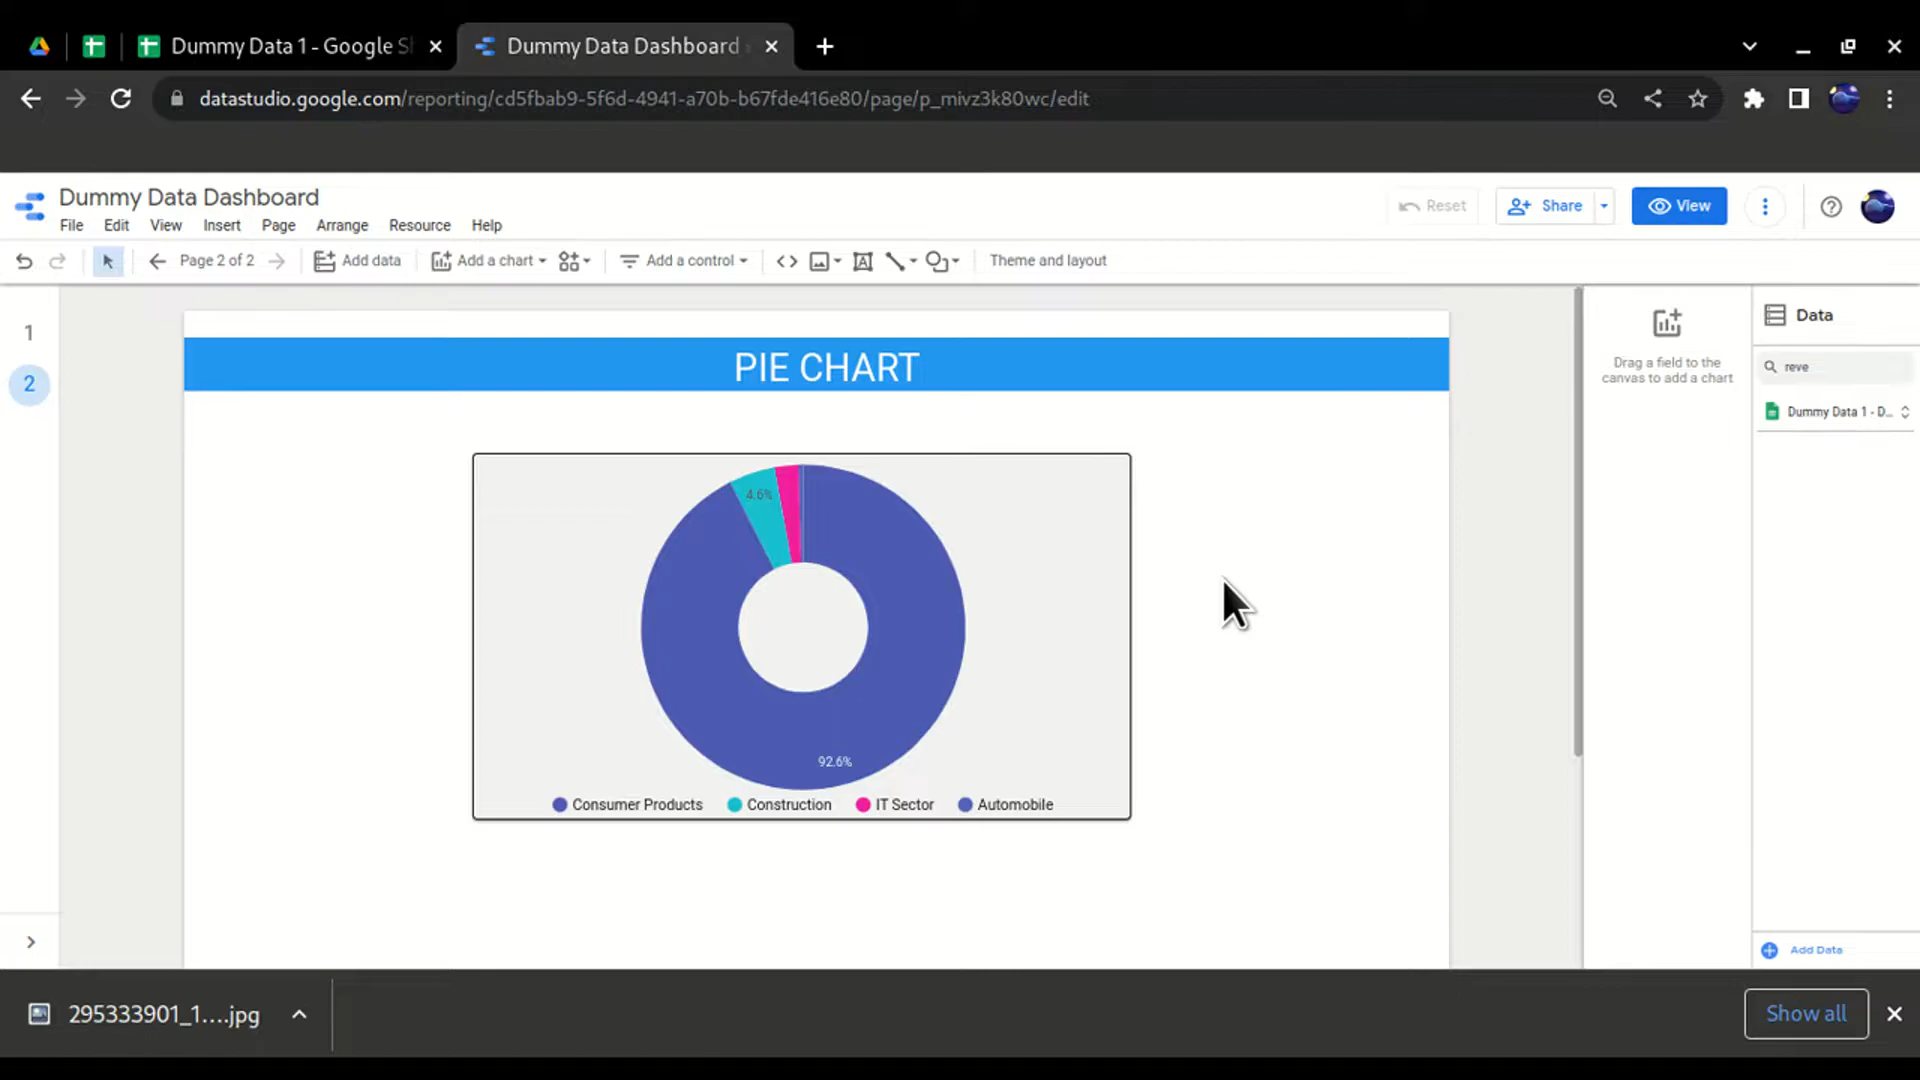 Dummy Data 1 - Google S
Dummy Data Dashboard
datastudio.google.com/reporting/cd5fbab9-5f6d-4941-a70b-b67fde416e80/page/p_mivz3k80wc/edit
Dummy Data Dashboard
File Edit View Insert Page Arrange Resource Help
Reset Share View
Page 2 of 2 Add data Add a chart Add a control Theme and layout
1
2
PIE CHART
4.6%
92.6%
Consumer Products Construction IT Sector Automobile
Drag a field to the
canvas to add a chart
Data
reve
Dummy Data 1 - D...
Add Data
295333901_1....jpg
Show all